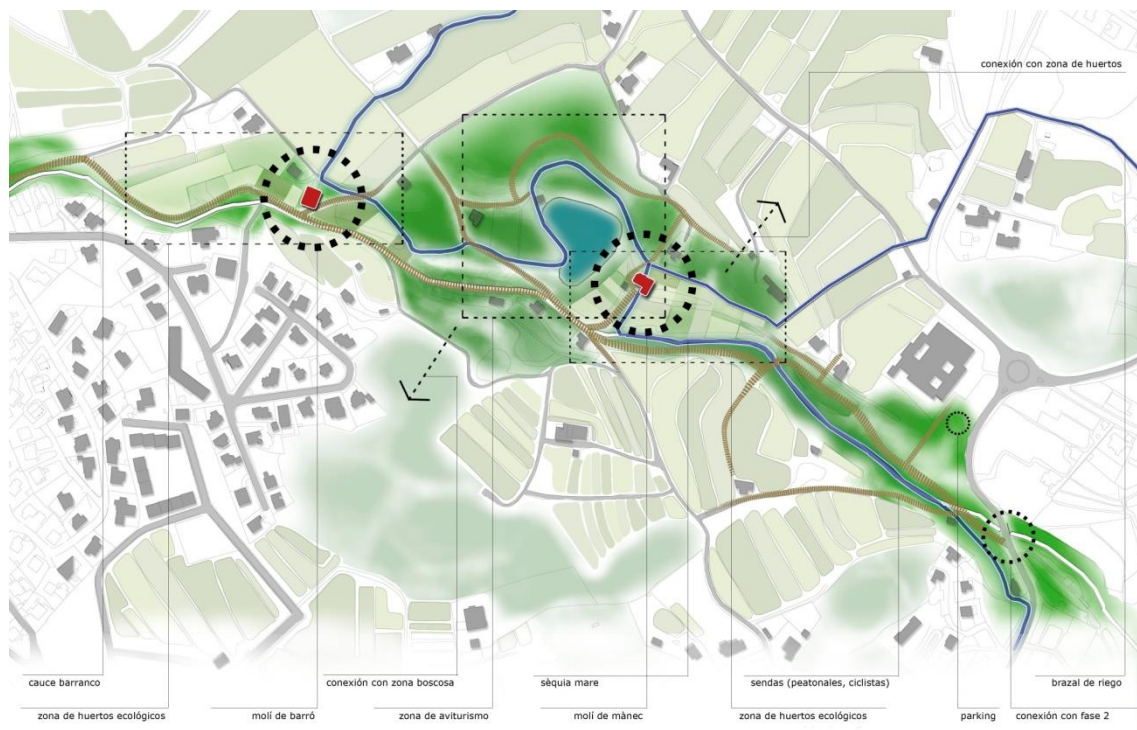 conexión con zona de huertos
cauce barranco
conexión con zona boscosa
sèquia mare
sendas (peatonales, ciclistas)
brazal de riego
zona de huertos ecológicos
molí de barró
zona de aviturismo
molí de mànec
zona de huertos ecológicos
parking
conexión con fase 2